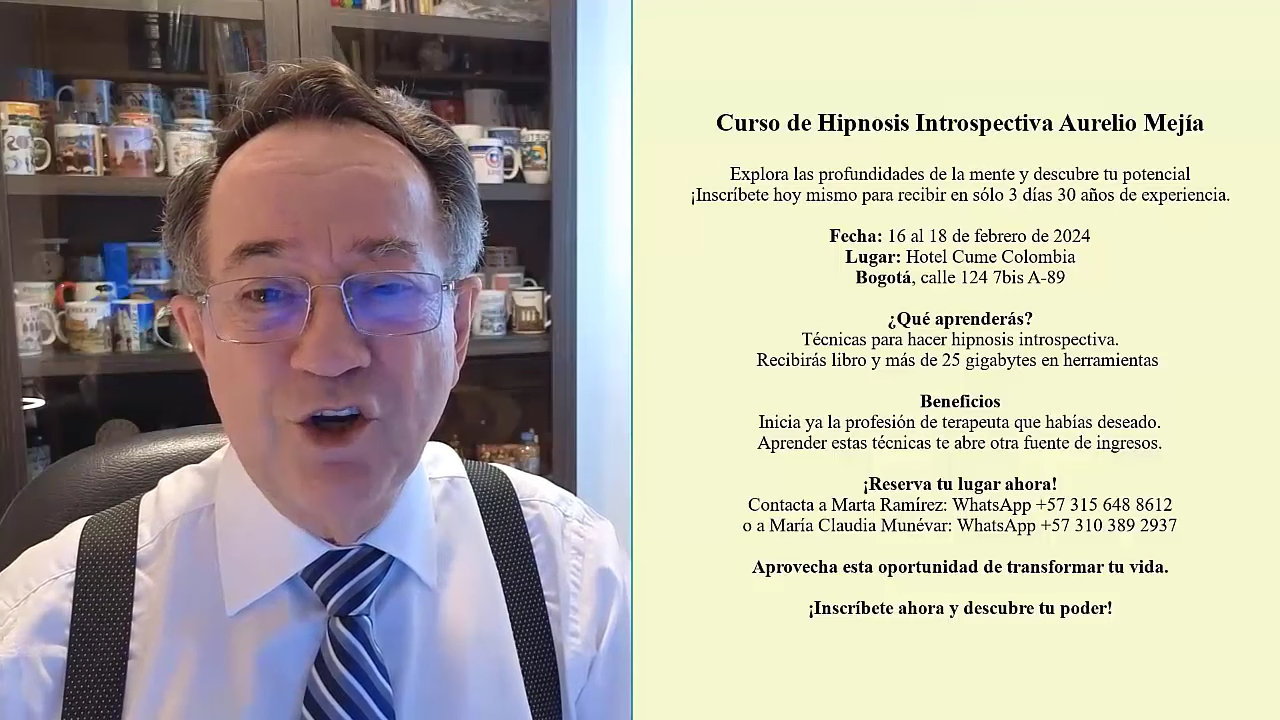 Curso de Hipnosis Introspectiva Aurelio Mejía
Explora las profundidades de la mente y descubre tu potencial
¡Inscríbete hoy mismo para recibir en sólo 3 días 30 años de experiencia.
Fecha: 16 al 18 de febrero de 2024
Lugar: Hotel Cume Colombia
Bogotá, calle 124 7bis A-89
¿Qué aprenderás?
Técnicas para hacer hipnosis introspectiva.
Recibirás libro y más de 25 gigabytes en herramientas
Beneficios
Inicia ya la profesión de terapeuta que habías deseado.
Aprender estas técnicas te abre otra fuente de ingresos.
¡Reserva tu lugar ahora!
Contacta a Marta Ramírez: WhatsApp +57 315 648 8612
o a María Claudia Munévar: WhatsApp +57 310 389 2937
Aprovecha esta oportunidad de transformar tu vida.
¡Inscríbete ahora y descubre tu poder!